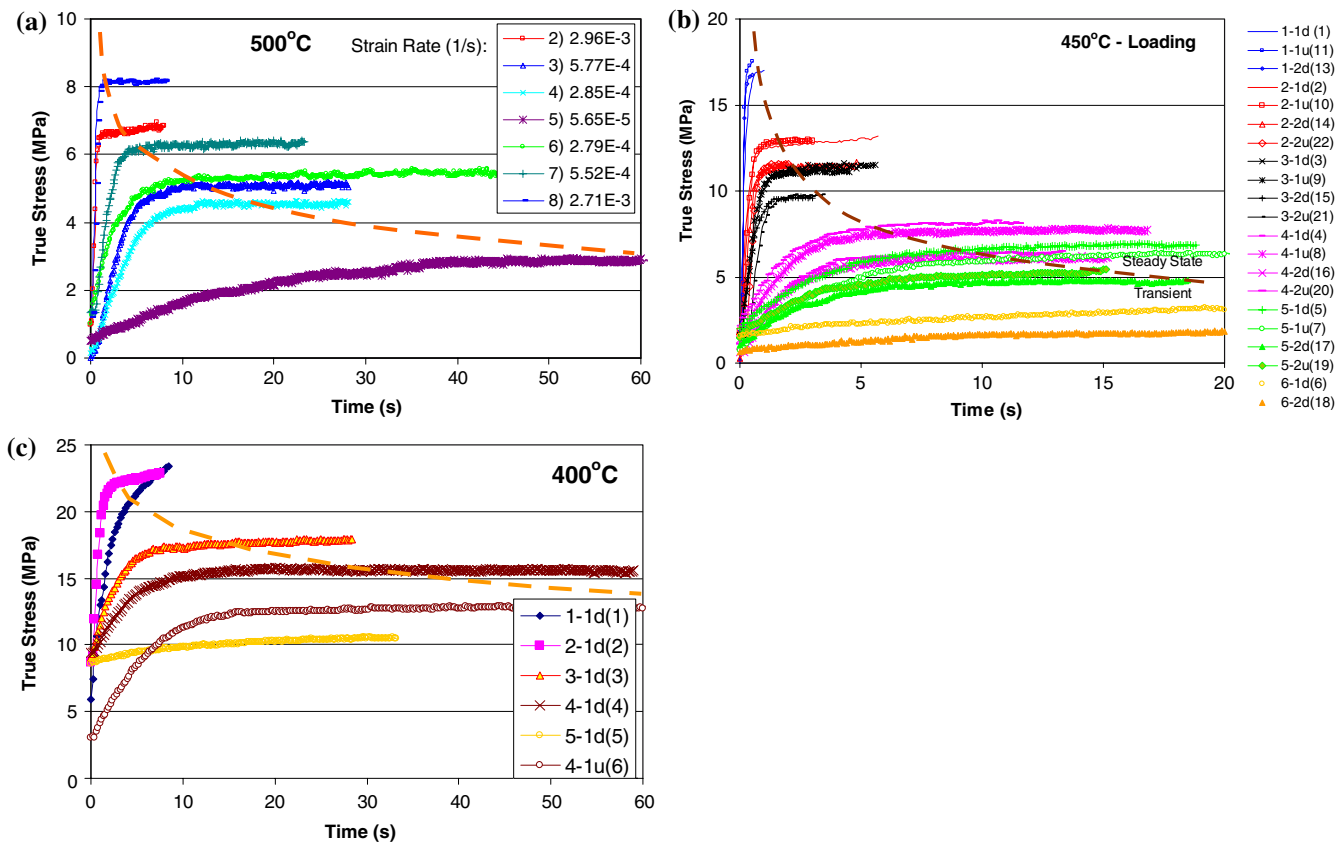 (a)
500°C
Strain Rate (1/s):
2) 2.96E-3
3) 5.77E-4
4) 2.85E-4
5) 5.65E-5
6) 2.79E-4
7) 5.52E-4
8) 2.71E-3
True Stress (MPa)
10
8
6
4
2
0
0 10 20 30 40 50 60
Time (s)
(b)
450°C - Loading
True Stress (MPa)
20
15
10
5
0
Steady State
Transient
0 5 10 15 20
Time (s)
1-1d (1)
1-1u(11)
1-2d(13)
2-1d(2)
2-1u(10)
2-2d(14)
2-2u(22)
3-1d(3)
3-1u(9)
3-2d(15)
3-2u(21)
4-1d(4)
4-1u(8)
4-2d(16)
4-2u(20)
5-1d(5)
5-1u(7)
5-2d(17)
5-2u(19)
6-1d(6)
6-2d(18)
(c)
400°C
True Stress (MPa)
25
20
15
10
5
0
1-1d(1)
2-1d(2)
3-1d(3)
4-1d(4)
5-1d(5)
4-1u(6)
0 10 20 30 40 50 60
Time (s)